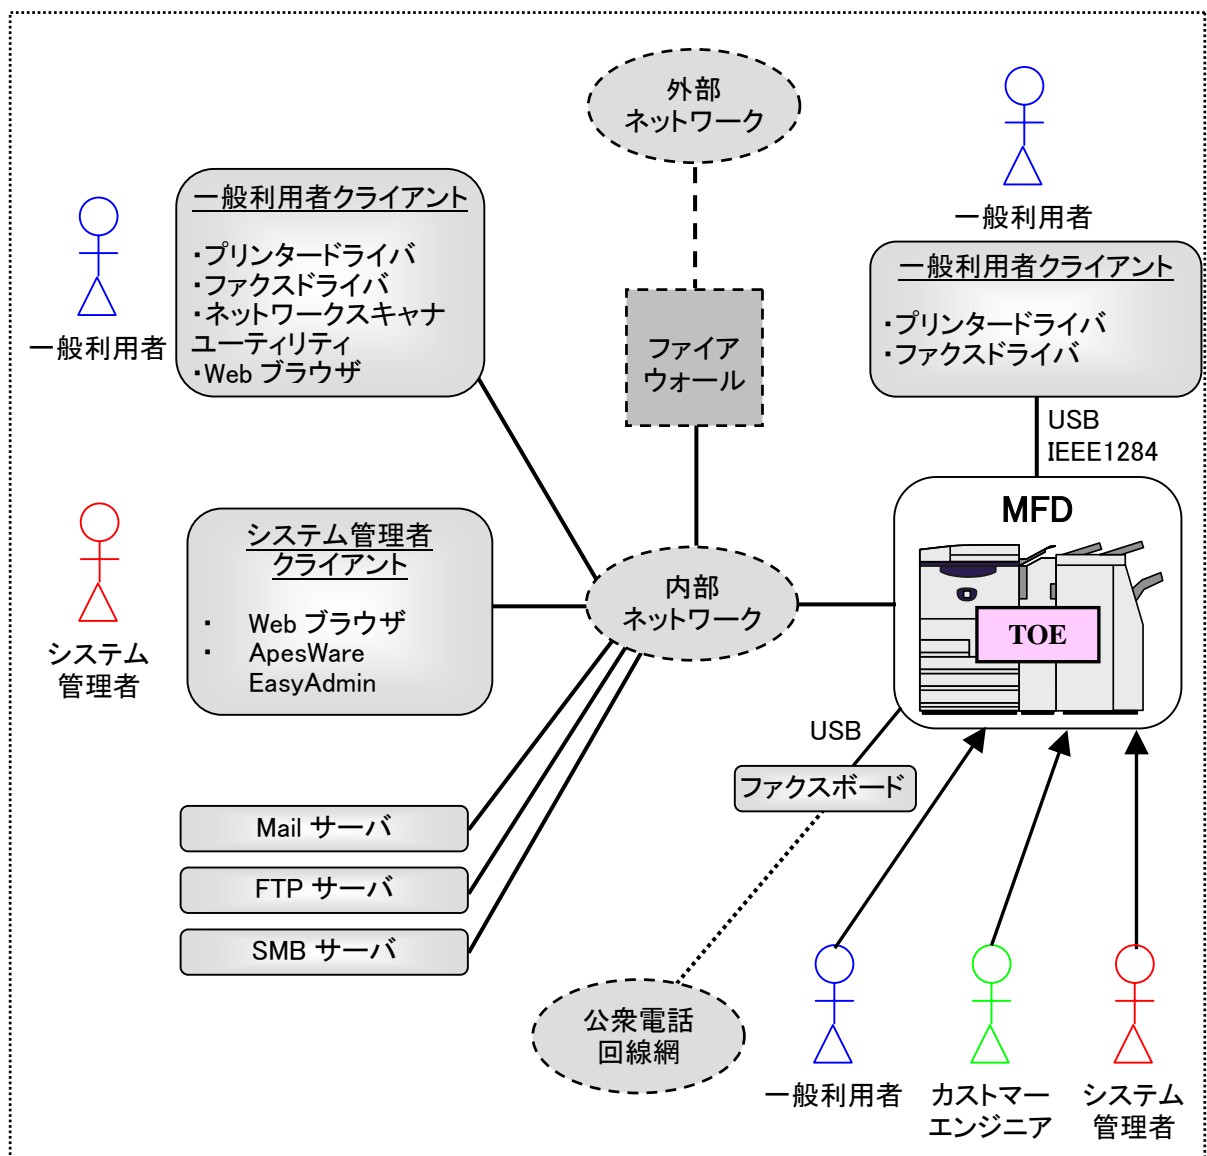 外部
ネットワーク
一般利用者
一般利用者クライアント
・プリンタードライバ
・ファクスドライバ
・ネットワークスキャナ
ユーティリティ
・Web ブラウザ
一般利用者
一般利用者クライアント
・プリンタードライバ
・ファクスドライバ
ファイア
ウォール
USB
IEEE1284
MFD
TOE
システム管理者
クライアント
・ Web ブラウザ
・ ApesWare
EasyAdmin
システム
管理者
内部
ネットワーク
USB
ファクスボード
Mail サーバ
FTP サーバ
SMB サーバ
公衆電話
回線網
一般利用者
カストマー
エンジニア
システム
管理者